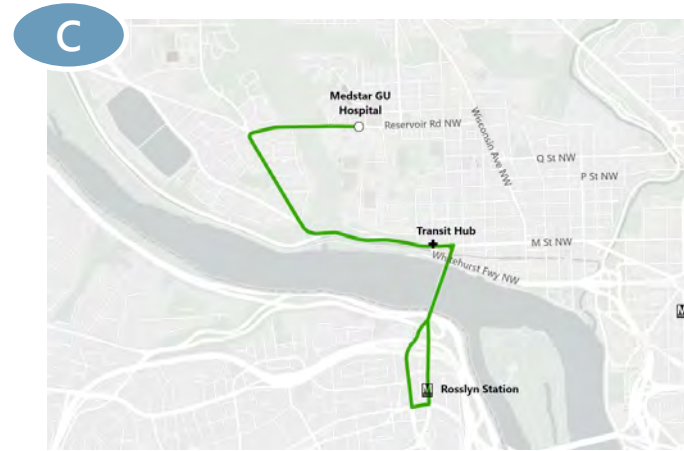 C
Medstar GU
Hospital
Reservoir Rd NW
Wisconsin Ave NW
Q St NW
P St NW
Transit Hub
M St NW
Whitehurst Fwy NW
M
M
Rosslyn Station